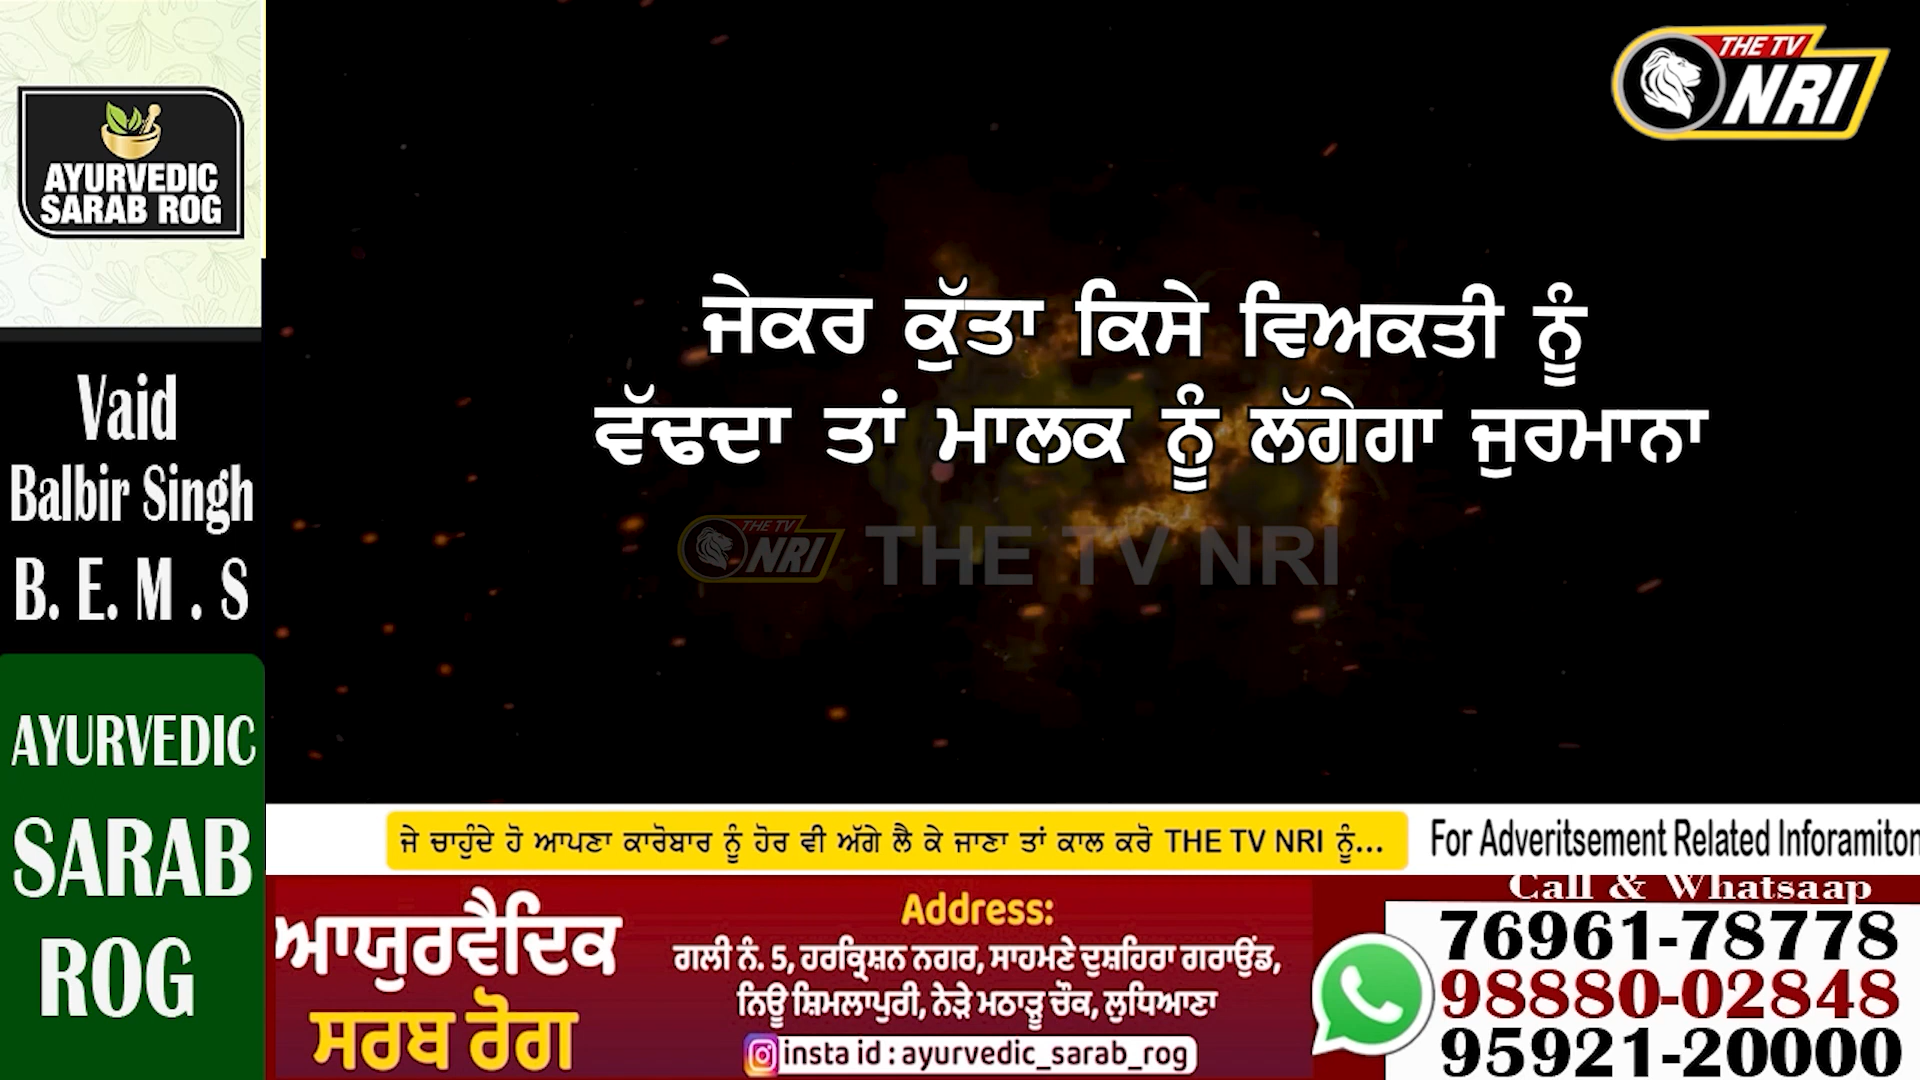 THE TV
NRI
AYURVEDIC
SARAB ROG
Vaid
Balbir Singh
B. E. M . S
AYURVEDIC
SARAB
ROG
ਜੇਕਰ ਕੁੱਤਾ ਕਿਸੇ ਵਿਅਕਤੀ ਨੂੰ
ਵੱਢਦਾ ਤਾਂ ਮਾਲਕ ਨੂੰ ਲੱਗੇਗਾ ਜੁਰਮਾਨਾ
THE TV
NRI
THE TV NRI
ਜੇ ਚਾਹੁੰਦੇ ਹੋ ਆਪਣਾ ਕਾਰੋਬਾਰ ਨੂੰ ਹੋਰ ਵੀ ਅੱਗੇ ਲੈ ਕੇ ਜਾਣਾ ਤਾਂ ਕਾਲ ਕਰੋ THE TV NRI ਨੂੰ...
For Adveritsement Related Inforamiton
ਆਯੁਰਵੈਦਿਕ
ਸਰਬ ਰੋਗ
Address:
ਗਲੀ ਨੰ. 5, ਹਰਕ੍ਰਿਸ਼ਨ ਨਗਰ, ਸਾਹਮਣੇ ਦੁਸ਼ਹਿਰਾ ਗਰਾਉਂਡ,
ਨਿਊ ਸ਼ਿਮਲਾਪੁਰੀ, ਨੇੜੇ ਮਠਾੜੂ ਚੌਕ, ਲੁਧਿਆਣਾ
insta id : ayurvedic_sarab_rog
Call & Whatsaap
76961-78778
98880-02848
95921-20000